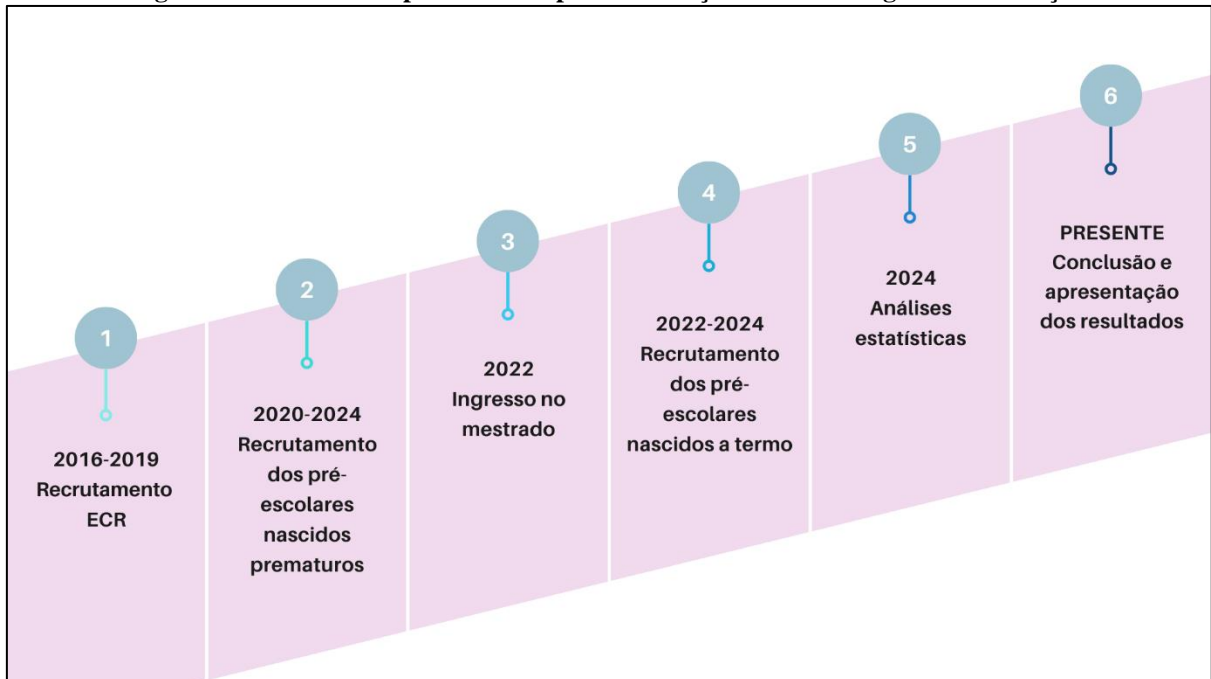 1
2016-2019
Recrutamento
ECR
2
2020-2024
Recrutamento
dos pré-
escolares
nascidos
prematuros
3
2022
Ingresso no
mestrado
4
2022-2024
Recrutamento
dos pré-
escolares
nascidos a termo
5
2024
Análises
estatísticas
6
PRESENTE
Conclusão e
apresentação
dos resultados